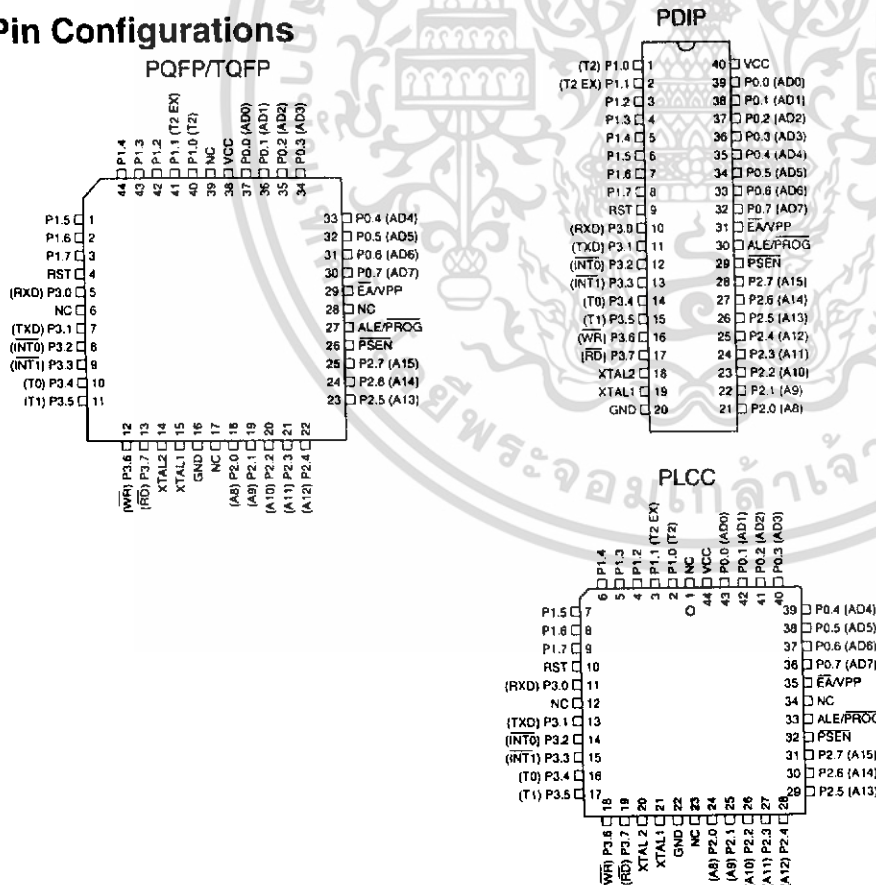 Pin Configurations
PQFP/TQFP
44 P1.4
43 P1.3
42 P1.2
41 P1.1 (T2 EX)
40 P1.0 (T2)
39 NC
38 VCC
37 P0.0 (AD0)
36 P0.1 (AD1)
35 P0.2 (AD2)
34 P0.3 (AD3)
P1.5 1
P1.6 2
P1.7 3
RST 4
(RXD) P3.0 5
NC 6
(TXD) P3.1 7
(INT0) P3.2 8
(INT1) P3.3 9
(T0) P3.4 10
(T1) P3.5 11
33 P0.4 (AD4)
32 P0.5 (AD5)
31 P0.6 (AD6)
30 P0.7 (AD7)
29 EA/VPP
28 NC
27 ALE/PROG
26 PSEN
25 P2.7 (A15)
24 P2.6 (A14)
23 P2.5 (A13)
(WR) P3.6 12
(RD) P3.7 13
XTAL2 14
XTAL1 15
GND 16
NC 17
(A8) P2.0 18
(A9) P2.1 19
(A10) P2.2 20
(A11) P2.3 21
(A12) P2.4 22
PDIP
(T2) P1.0 1
(T2 EX) P1.1 2
P1.2 3
P1.3 4
P1.4 5
P1.5 6
P1.6 7
P1.7 8
RST 9
(RXD) P3.0 10
(TXD) P3.1 11
(INT0) P3.2 12
(INT1) P3.3 13
(T0) P3.4 14
(T1) P3.5 15
(WR) P3.6 16
(RD) P3.7 17
XTAL2 18
XTAL1 19
GND 20
40 VCC
39 P0.0 (AD0)
38 P0.1 (AD1)
37 P0.2 (AD2)
36 P0.3 (AD3)
35 P0.4 (AD4)
34 P0.5 (AD5)
33 P0.6 (AD6)
32 P0.7 (AD7)
31 EA/VPP
30 ALE/PROG
29 PSEN
28 P2.7 (A15)
27 P2.6 (A14)
26 P2.5 (A13)
25 P2.4 (A12)
24 P2.3 (A11)
23 P2.2 (A10)
22 P2.1 (A9)
21 P2.0 (A8)
PLCC
6 P1.4
5 P1.3
4 P1.2
3 P1.1 (T2 EX)
2 P1.0 (T2)
1 NC
44 VCC
43 P0.0 (AD0)
42 P0.1 (AD1)
41 P0.2 (AD2)
40 P0.3 (AD3)
P1.5 7
P1.6 8
P1.7 9
RST 10
(RXD) P3.0 11
NC 12
(TXD) P3.1 13
(INT0) P3.2 14
(INT1) P3.3 15
(T0) P3.4 16
(T1) P3.5 17
39 P0.4 (AD4)
38 P0.5 (AD5)
37 P0.6 (AD6)
36 P0.7 (AD7)
35 EA/VPP
34 NC
33 ALE/PROG
32 PSEN
31 P2.7 (A15)
30 P2.6 (A14)
29 P2.5 (A13)
(WR) P3.6 18
(RD) P3.7 19
XTAL2 20
XTAL1 21
GND 22
NC 23
(A8) P2.0 24
(A9) P2.1 25
(A10) P2.2 26
(A11) P2.3 27
(A12) P2.4 28